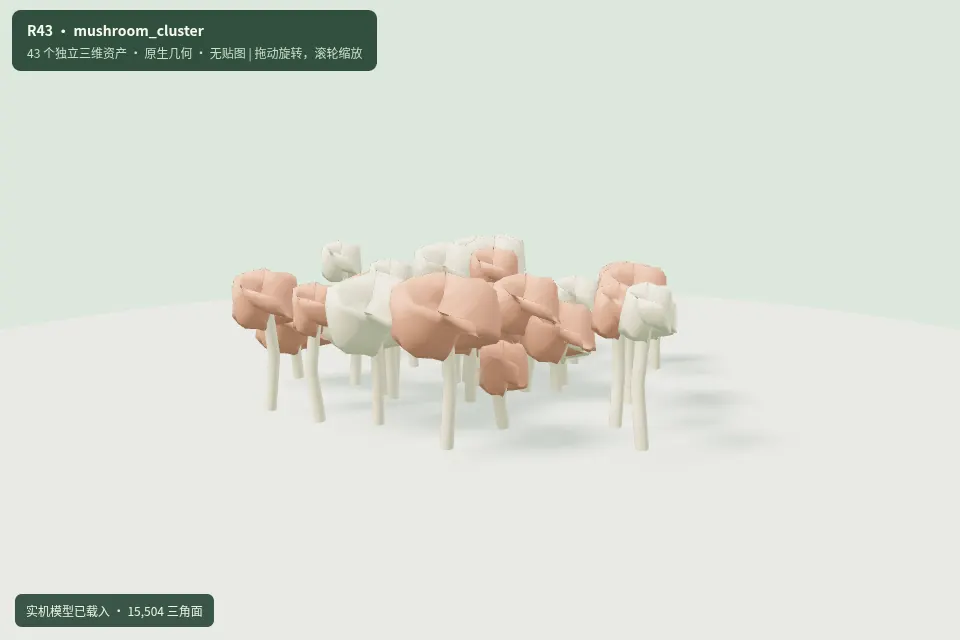 R43 · mushroom_cluster
43 个独立三维资产 · 原生几何 · 无贴图 | 拖动旋转，滚轮缩放
实机模型已载入 · 15,504 三角面